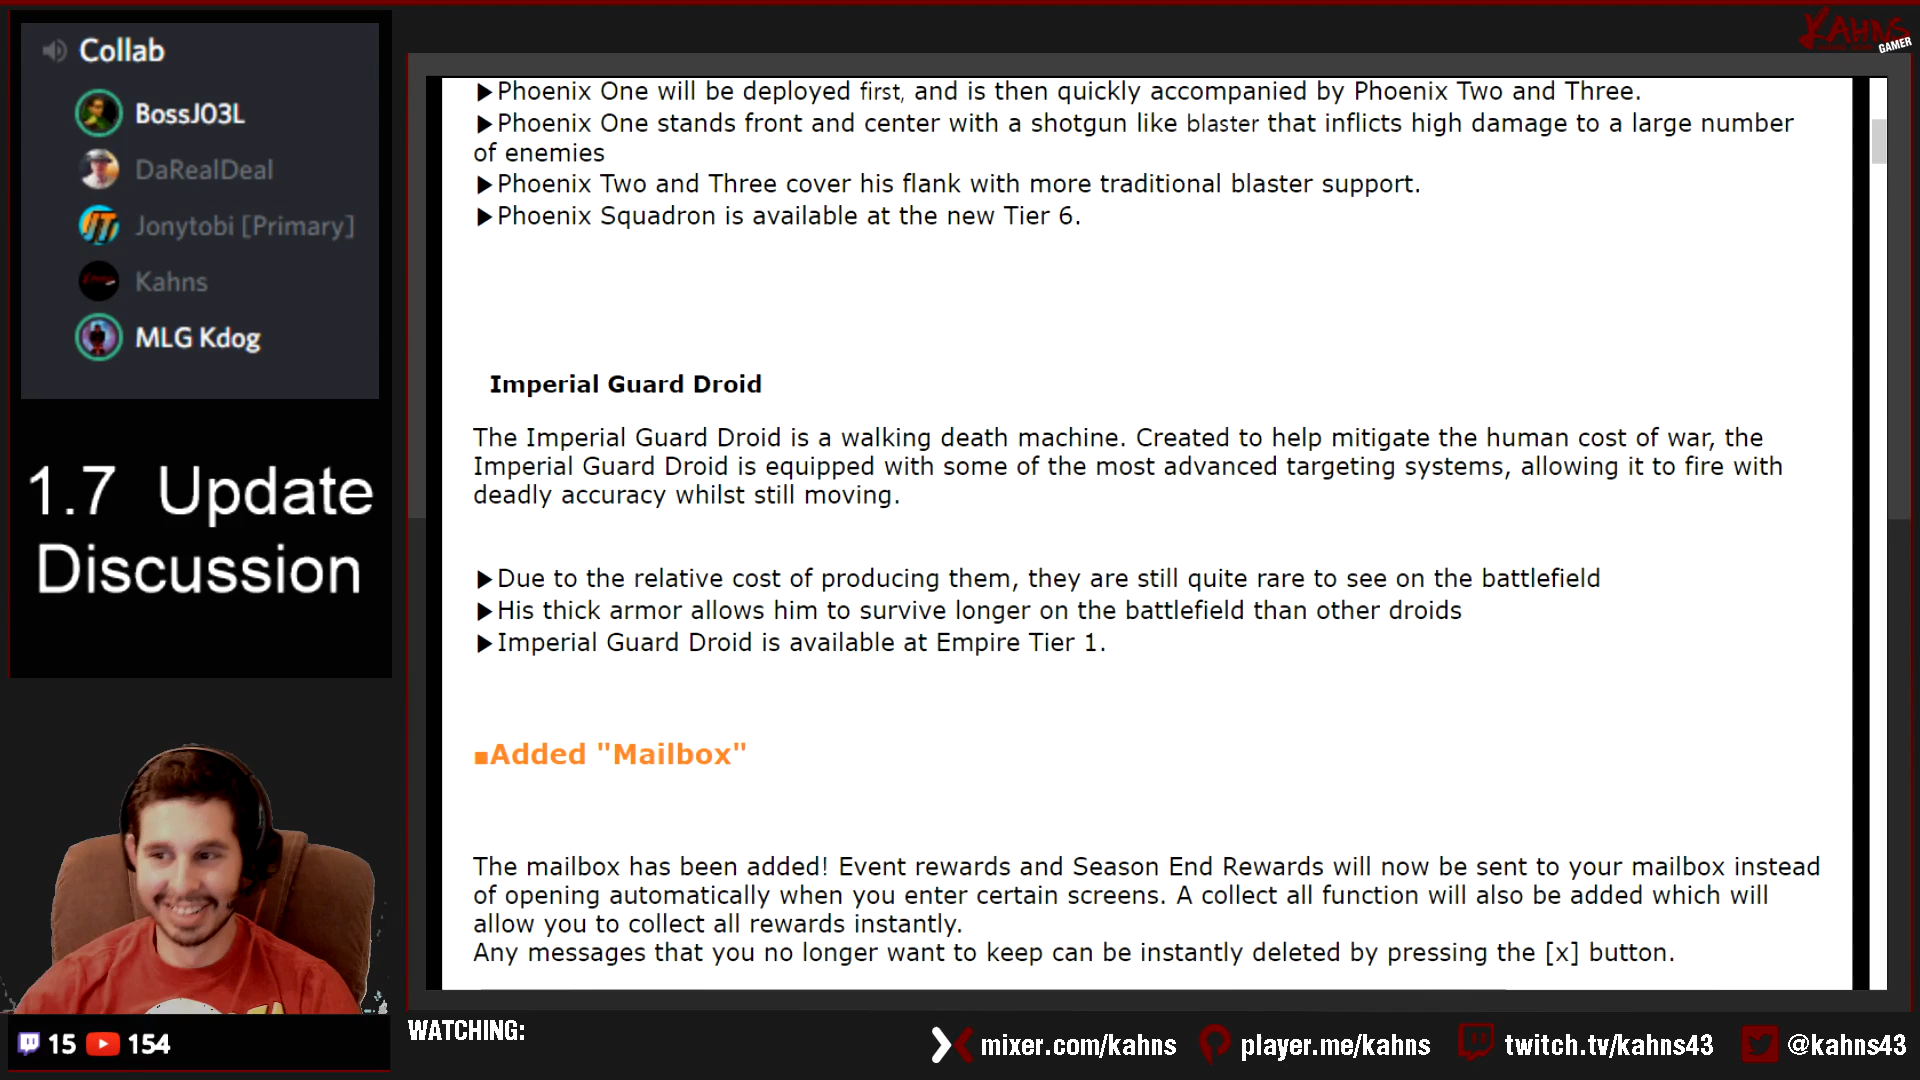 Collab
BossJ03L
DaRealDeal
Jonytobi [Primary]
Kahns
MLG Kdog
1.7 Update
Discussion
15 154
KAHNS
GAMER
▶Phoenix One will be deployed first, and is then quickly accompanied by Phoenix Two and Three.
▶Phoenix One stands front and center with a shotgun like blaster that inflicts high damage to a large number
of enemies
▶Phoenix Two and Three cover his flank with more traditional blaster support.
▶Phoenix Squadron is available at the new Tier 6.
Imperial Guard Droid
The Imperial Guard Droid is a walking death machine. Created to help mitigate the human cost of war, the
Imperial Guard Droid is equipped with some of the most advanced targeting systems, allowing it to fire with
deadly accuracy whilst still moving.
▶Due to the relative cost of producing them, they are still quite rare to see on the battlefield
▶His thick armor allows him to survive longer on the battlefield than other droids
▶Imperial Guard Droid is available at Empire Tier 1.
■Added "Mailbox"
The mailbox has been added! Event rewards and Season End Rewards will now be sent to your mailbox instead
of opening automatically when you enter certain screens. A collect all function will also be added which will
allow you to collect all rewards instantly.
Any messages that you no longer want to keep can be instantly deleted by pressing the [x] button.
WATCHING:
mixer.com/kahns player.me/kahns twitch.tv/kahns43 @kahns43